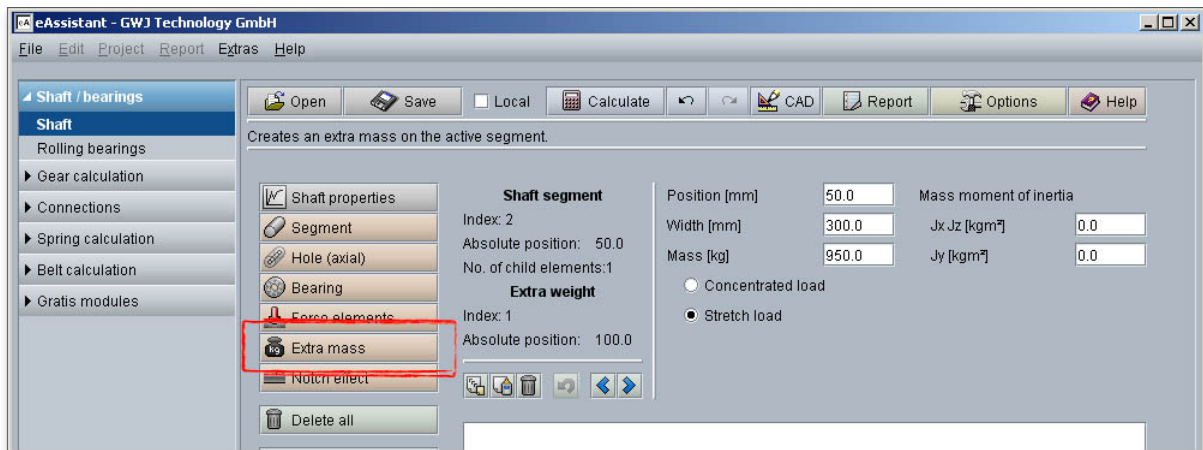 eAssistant - GWJ Technology GmbH
File Edit Project Report Extras Help
Shaft / bearings
Shaft
Rolling bearings
Gear calculation
Connections
Spring calculation
Belt calculation
Gratis modules
Open Save Local Calculate CAD Report Options Help
Creates an extra mass on the active segment.
Shaft properties
Segment
Hole (axial)
Bearing
Force elements
Extra mass
Notch effect
Delete all
Shaft segment
Index: 2
Absolute position: 50.0
No. of child elements:1
Extra weight
Index: 1
Absolute position: 100.0
Position [mm] 50.0
Width [mm] 300.0
Mass [kg] 950.0
Concentrated load
Stretch load
Mass moment of inertia
Jx Jz [kgm²] 0.0
Jy [kgm²] 0.0